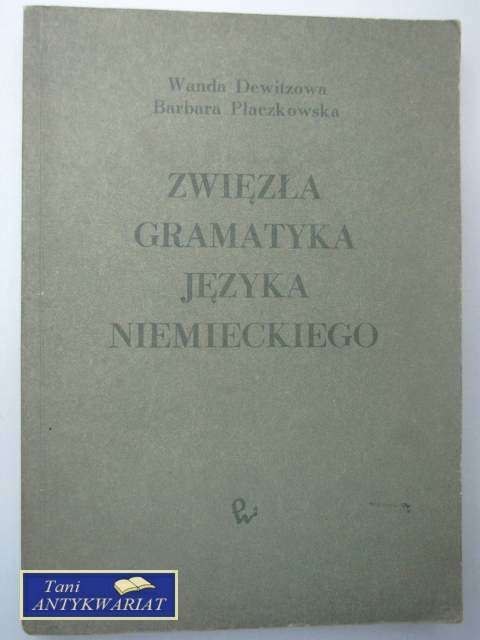 Wanda Dewitzowa
Barbara Płaczkowska
ZWIĘZŁA
GRAMATYKA
JĘZYKA
NIEMIECKIEGO
Tani
ANTYKWARIAT